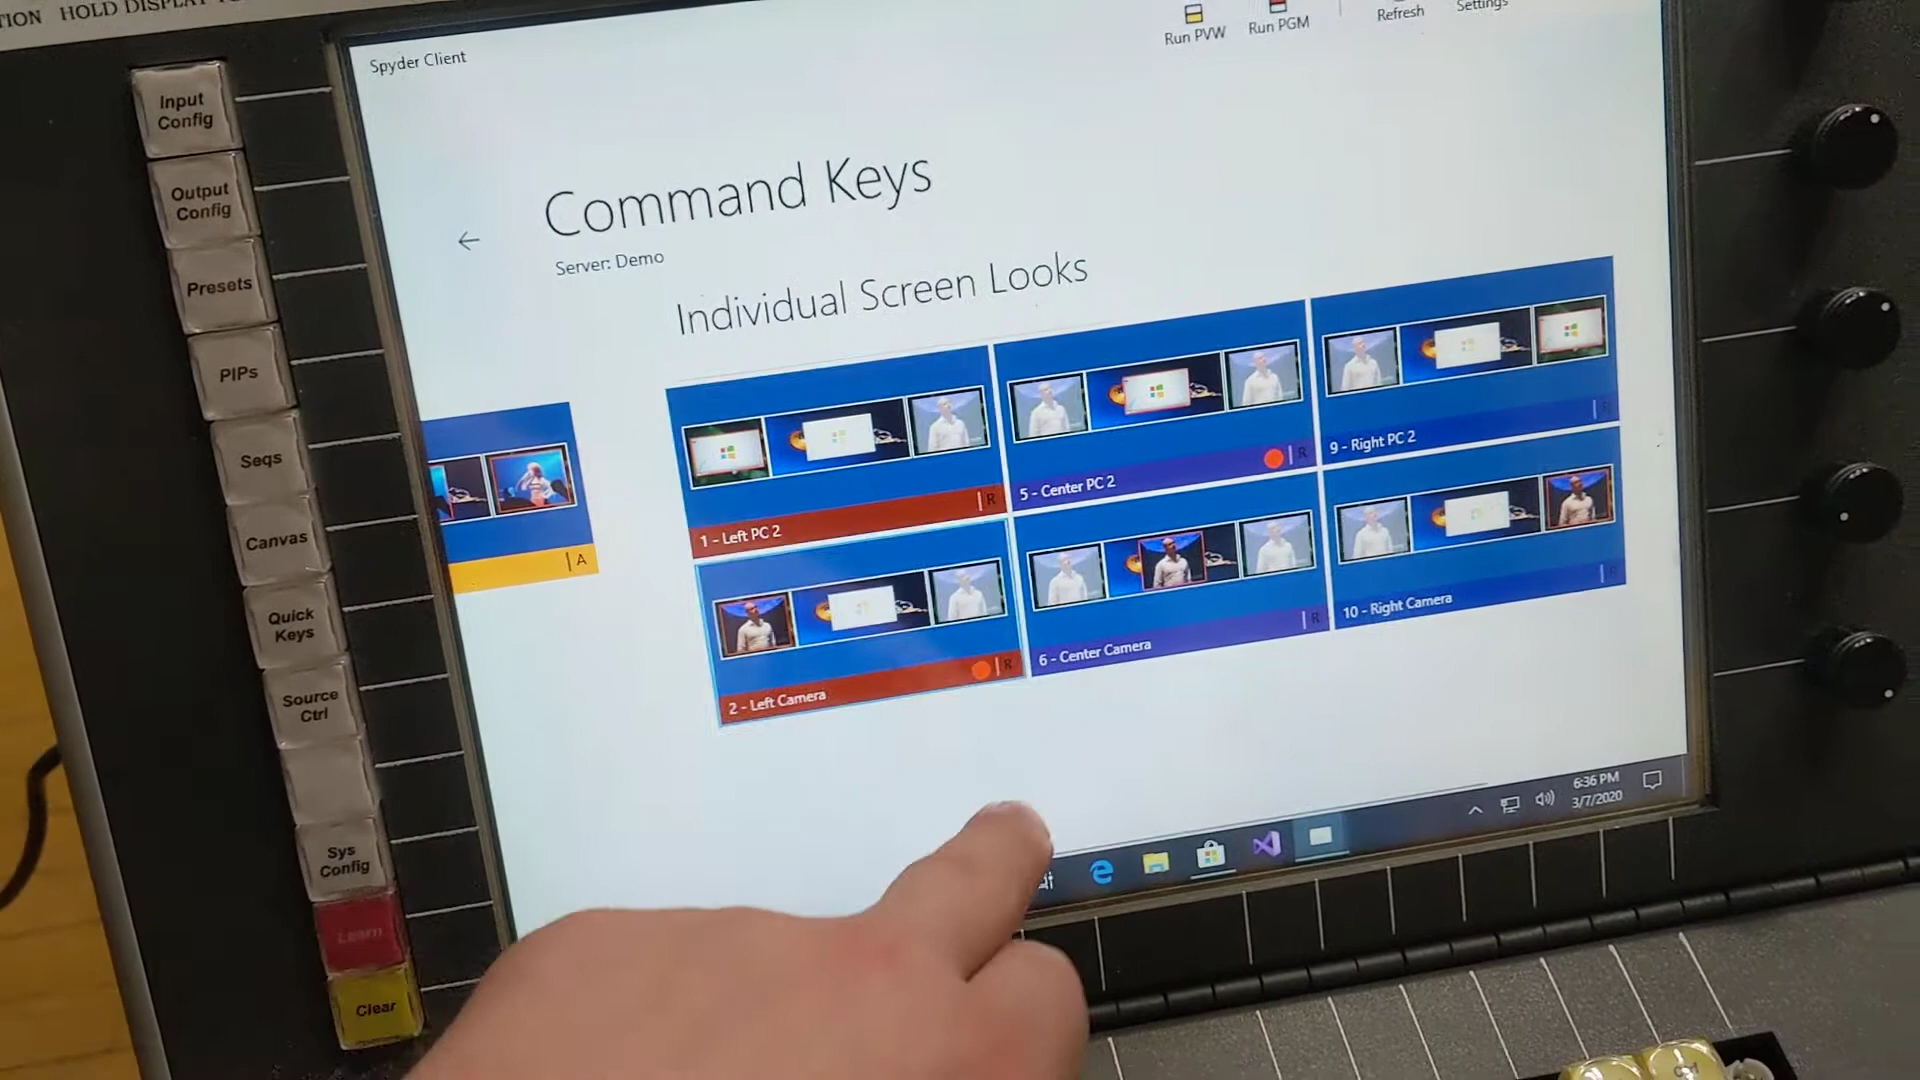 TION HOLD DISPLAY
Input
Config
Output
Config
Presets
PIPs
Seqs
Canvas
Quick
Keys
Source
Ctrl
Sys
Config
Learn
Clear
Spyder Client
Run PVW
Run PGM
Refresh
Settings
Command Keys
Server: Demo
Individual Screen Looks
A
1 - Left PC 2
R
5 - Center PC 2
R
9 - Right PC 2
R
2 - Left Camera
R
6 - Center Camera
R
10 - Right Camera
R
6:36 PM
3/7/2020
Ctrl